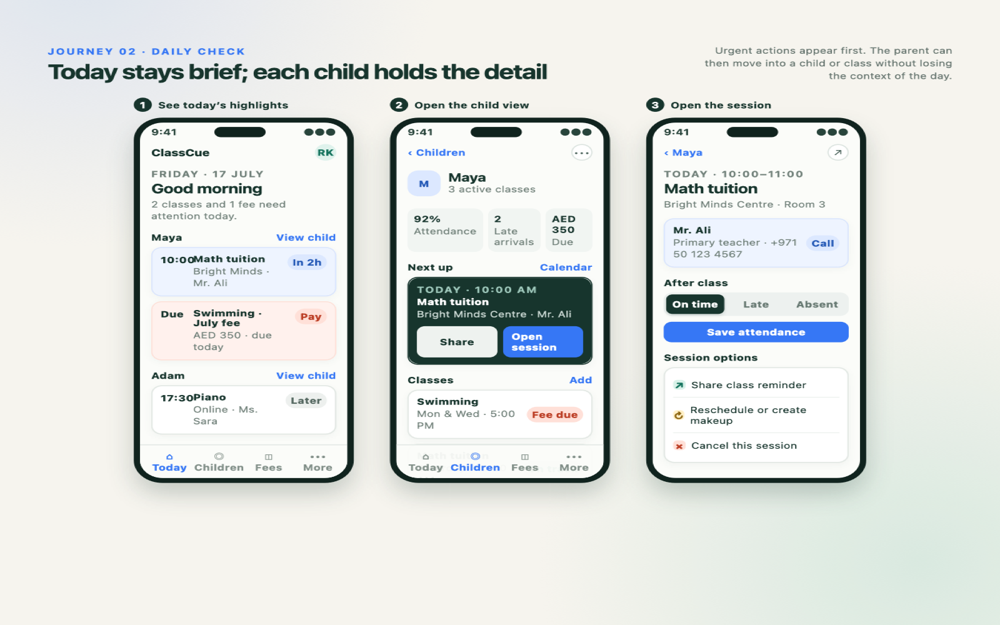 JOURNEY 02 · DAILY CHECK
Today stays brief; each child holds the detail
Urgent actions appear first. The parent can
then move into a child or class without losing
the context of the day.
1 See today's highlights
9:41
ClassCue RK
FRIDAY · 17 JULY
Good morning
2 classes and 1 fee need
attention today.
Maya View child
10:00 Math tuition In 2h
Bright Minds ·
Mr. Ali
Due Swimming · Pay
July fee
AED 350 · due
today
Adam View child
17:30 Piano Later
Online · Ms.
Sara
Today Children Fees More
2 Open the child view
9:41
‹ Children
M Maya
3 active classes
92% Attendance
2 Late
arrivals
AED
350
Due
Next up Calendar
TODAY · 10:00 AM
Math tuition
Bright Minds Centre · Mr. Ali
Share Open
session
Classes Add
Swimming
Mon & Wed · 5:00
PM
Fee due
Math tuition
Today Children Fees More
3 Open the session
9:41
‹ Maya
TODAY · 10:00–11:00
Math tuition
Bright Minds Centre · Room 3
Mr. Ali
Primary teacher · +971
50 123 4567
Call
After class
On time Late Absent
Save attendance
Session options
Share class reminder
Reschedule or create
makeup
Cancel this session